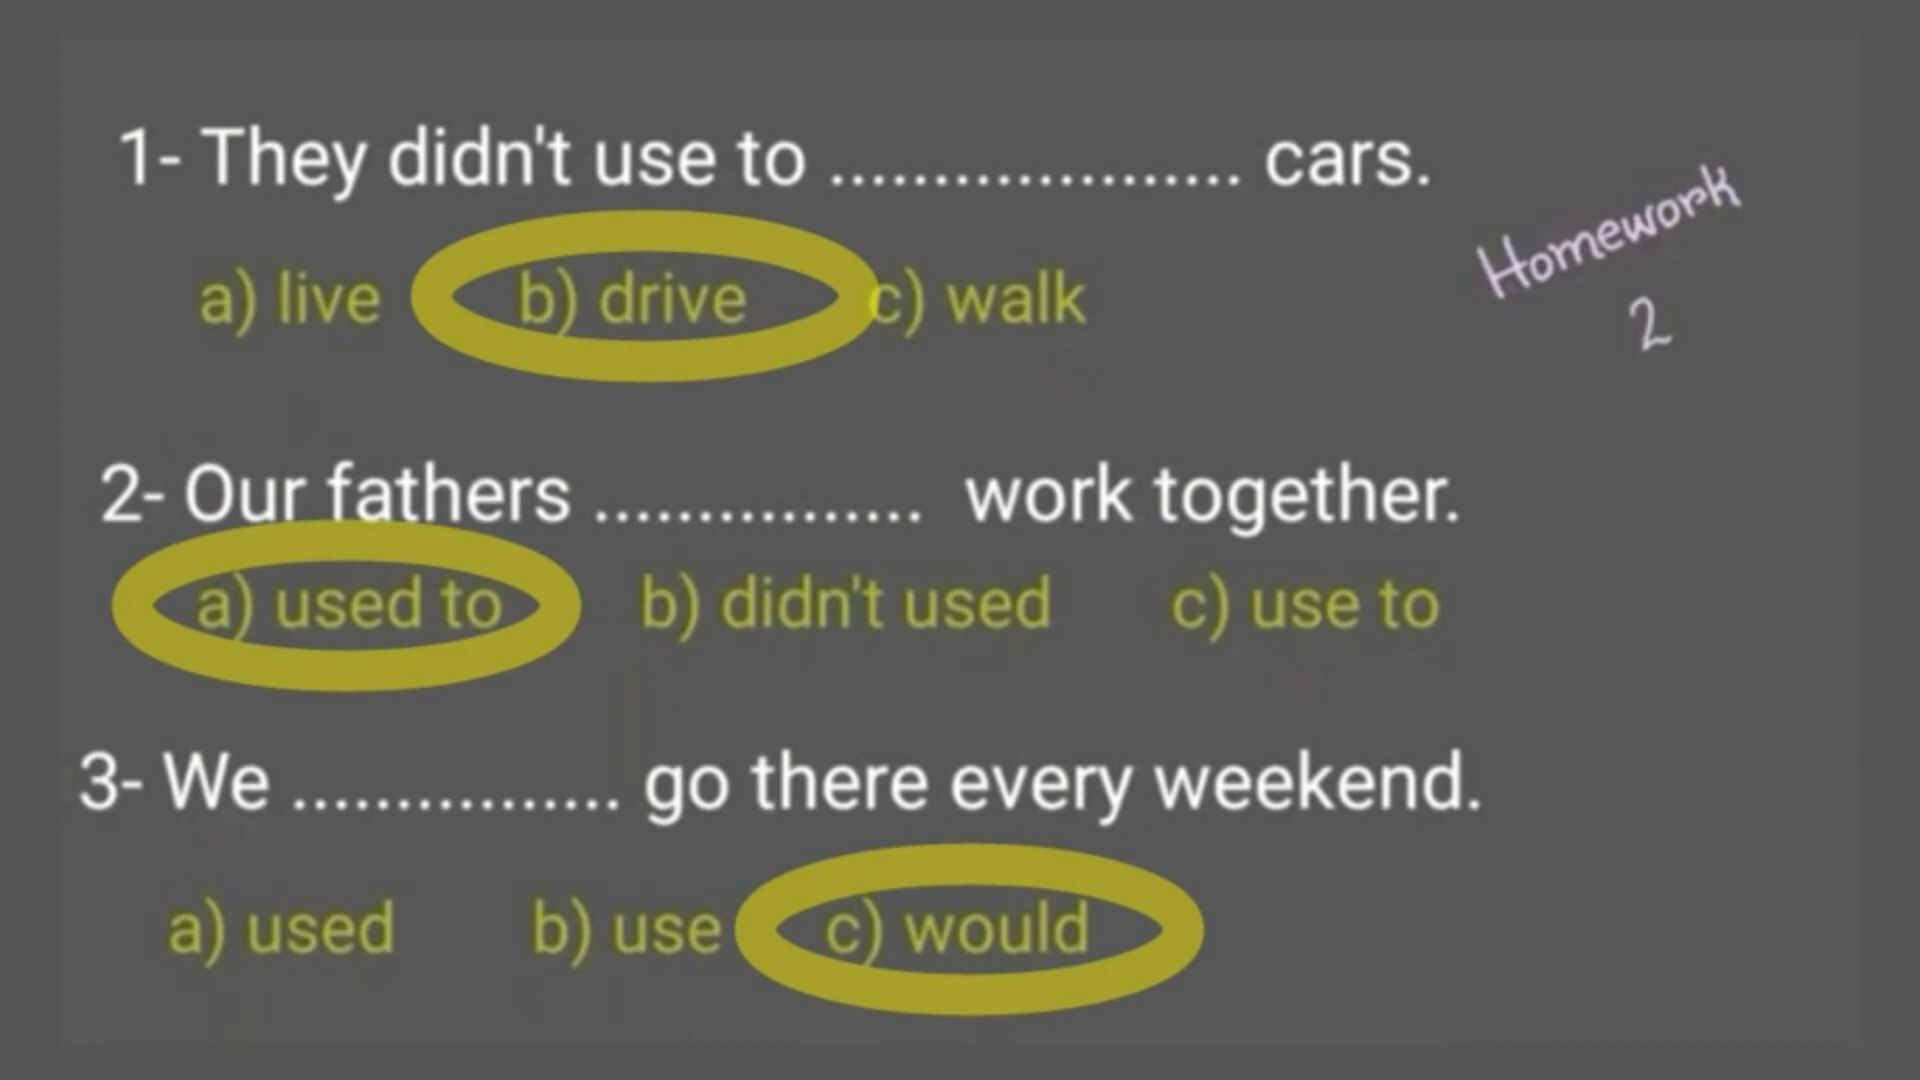 1- They didn't use to .................... cars.
Homework
2
a) live b) drive c) walk
2- Our fathers ................ work together.
a) used to b) didn't used c) use to
3- We ................ go there every weekend.
a) used b) use c) would